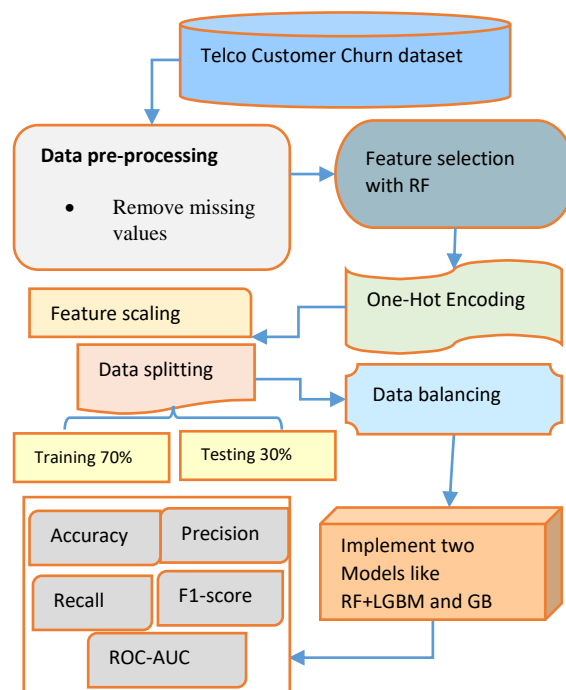 Telco Customer Churn dataset
Data pre-processing
• Remove missing
values
Feature selection
with RF
One-Hot Encoding
Feature scaling
Data splitting
Data balancing
Training 70%
Testing 30%
Implement two
Models like
RF+LGBM and GB
Accuracy
Precision
Recall
F1-score
ROC-AUC